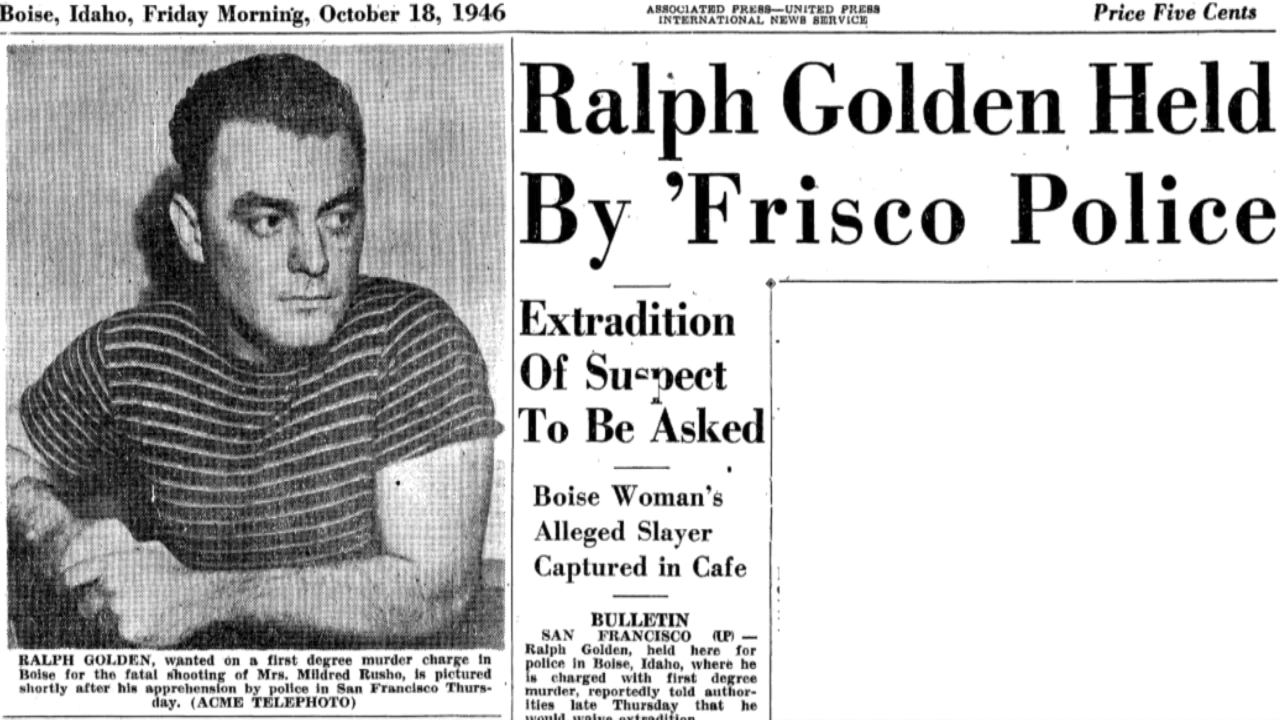 Boise, Idaho, Friday Morning, October 18, 1946
ASSOCIATED PRESS—UNITED PRESS
INTERNATIONAL NEWS SERVICE
Price Five Cents
RALPH GOLDEN, wanted on a first degree murder charge in
Boise for the fatal shooting of Mrs. Mildred Rusho, is pictured
shortly after his apprehension by police in San Francisco Thurs-
day. (ACME TELEPHOTO)
Ralph Golden Held
By 'Frisco Police
Extradition
Of Suspect
To Be Asked
Boise Woman's
Alleged Slayer
Captured in Cafe
BULLETIN
SAN FRANCISCO (UP) —
Ralph Golden, held here for
police in Boise, Idaho, where he
is charged with first degree
murder, reportedly told author-
ities late Thursday that he
would waive extradition